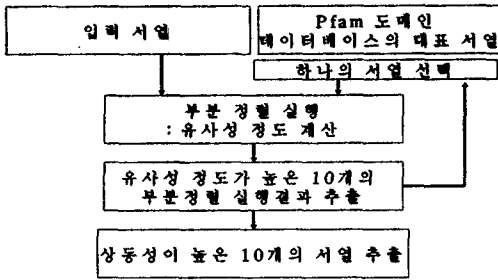 입력 서열
Pfam 도메인
데이터베이스의 대표 서열
하나의 서열 선택
부분 정렬 실행
: 유사성 정도 계산
유사성 정도가 높은 10개의
부분정렬 실행결과 추출
상동성이 높은 10개의 서열 추출